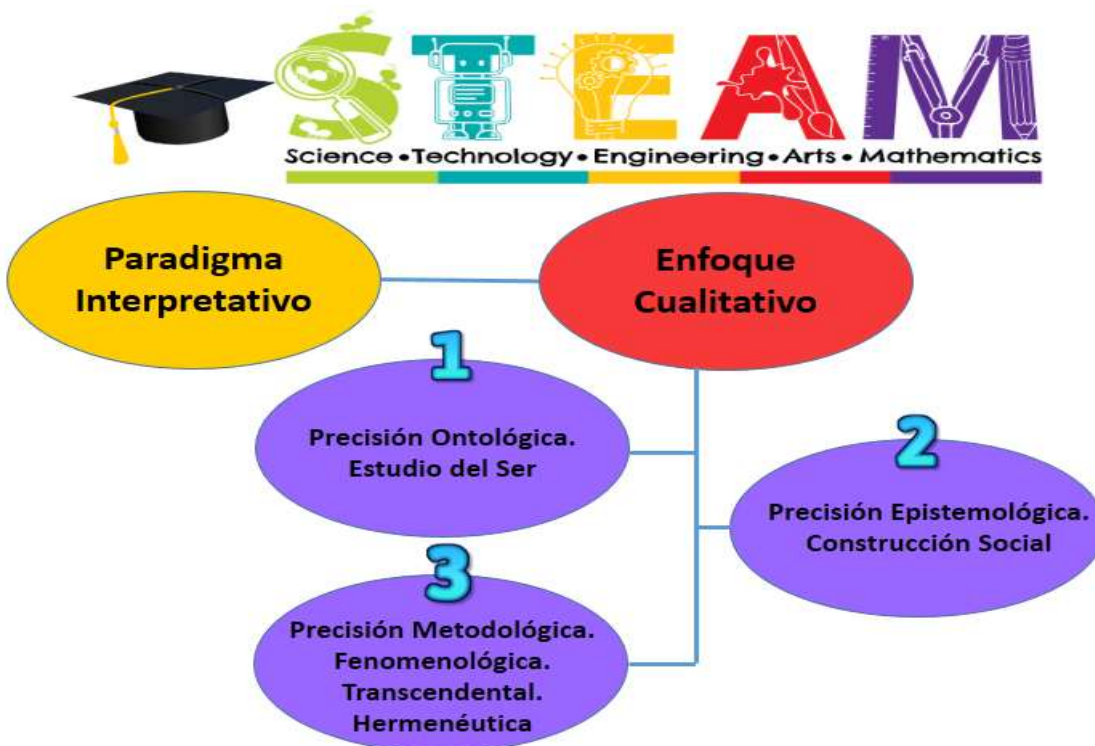 STEAM
Science • Technology • Engineering • Arts • Mathematics
Paradigma
Interpretativo
Enfoque
Cualitativo
1
Precisión Ontológica.
Estudio del Ser
2
Precisión Epistemológica.
Construcción Social
3
Precisión Metodológica.
Fenomenológica.
Transcendental.
Hermenéutica